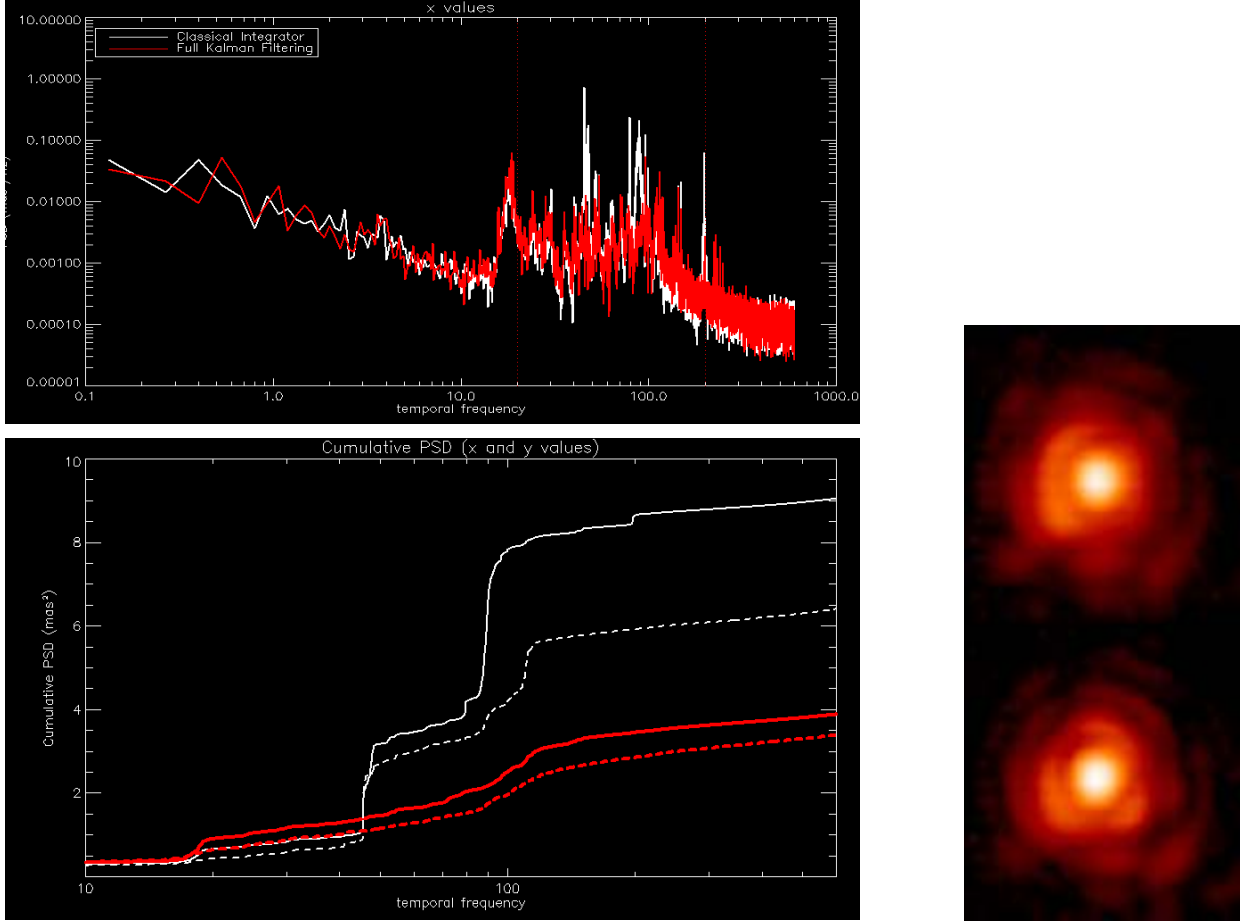 x values
10.00000
1.00000
0.10000
0.01000
0.00100
0.00010
0.00001
Classical Integrator
Full Kalman Filtering
0.1
1.0
10.0
100.0
1000.0
temporal frequency
Cumulative PSD (x and y values)
10
8
6
4
2
Cumulative PSD (mas²)
10
100
temporal frequency